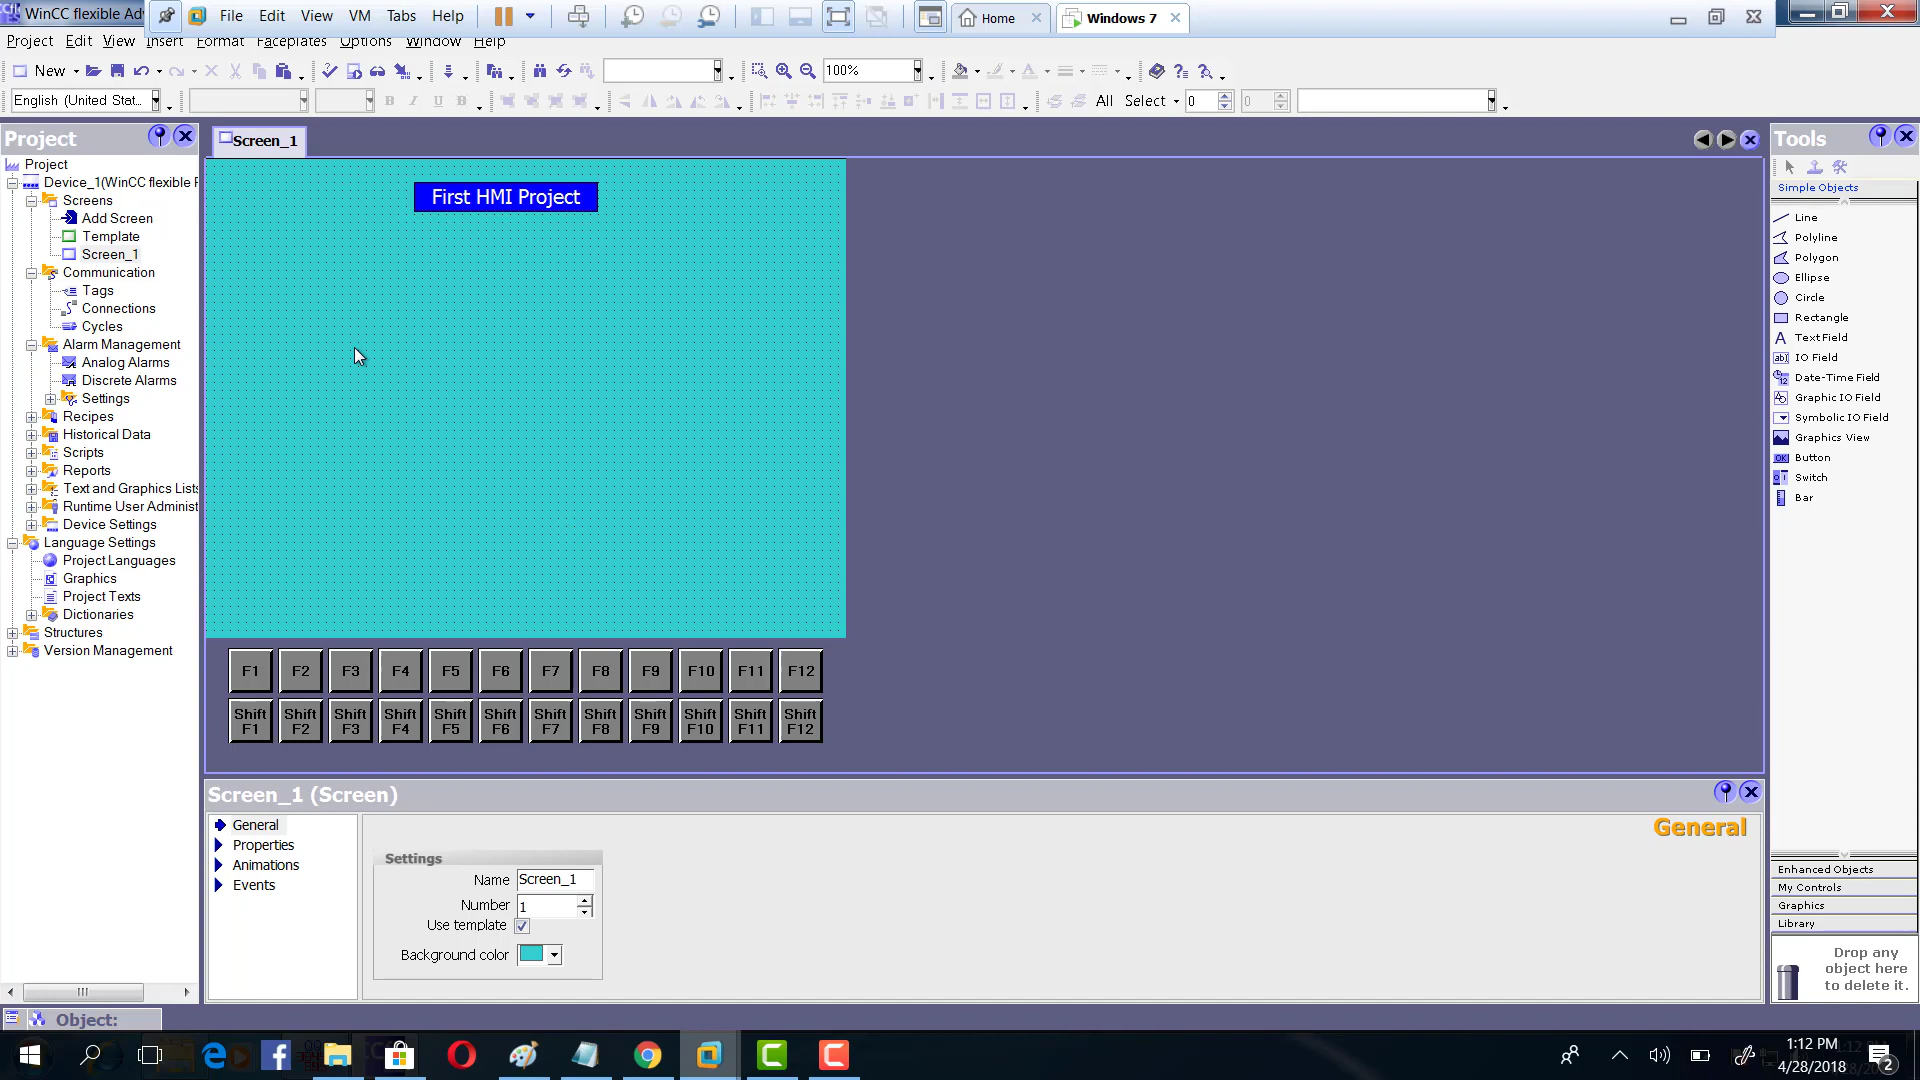 WinCC flexible Adv
File Edit View VM Tabs Help
Home
Windows 7
Project Edit View Insert Format Faceplates Options Window Help
New
100%
English (United Stat...
All Select 0 0
Project
Screen_1
Tools
Project
Device_1(WinCC flexible R
Screens
Add Screen
Template
Screen_1
Communication
Tags
Connections
Cycles
Alarm Management
Analog Alarms
Discrete Alarms
Settings
Recipes
Historical Data
Scripts
Reports
Text and Graphics Lists
Runtime User Administ
Device Settings
Language Settings
Project Languages
Graphics
Project Texts
Dictionaries
Structures
Version Management
First HMI Project
F1 F2 F3 F4 F5 F6 F7 F8 F9 F10 F11 F12
Shift Shift Shift Shift Shift Shift Shift Shift Shift Shift Shift Shift
F1 F2 F3 F4 F5 F6 F7 F8 F9 F10 F11 F12
Simple Objects
Line
Polyline
Polygon
Ellipse
Circle
Rectangle
Text Field
IO Field
Date-Time Field
Graphic IO Field
Symbolic IO Field
Graphics View
Button
Switch
Bar
Enhanced Objects
My Controls
Graphics
Library
Drop any
object here
to delete it.
Screen_1 (Screen)
General
Properties
Animations
Events
General
Settings
Name Screen_1
Number 1
Use template
Background color
Object:
1:12 PM
4/28/2018
2